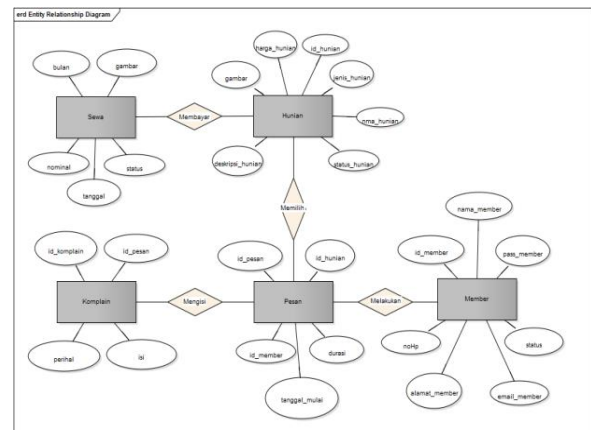 erd Entity Relationship Diagram
harga_hunian
id_hunian
bulan
gambar
gambar
jenis_hunian
Sewa
Membayar
Hunian
nma_hunian
nominal
status
deskripsi_hunian
status_hunian
tanggal
Memilih
nama_member
id_komplain
id_pesan
id_pesan
id_hunian
id_member
pass_member
Komplain
Mengisi
Pesan
Melakukan
Member
perihal
isi
id_member
durasi
noHp
status
tanggal_mulai
alamat_member
email_member